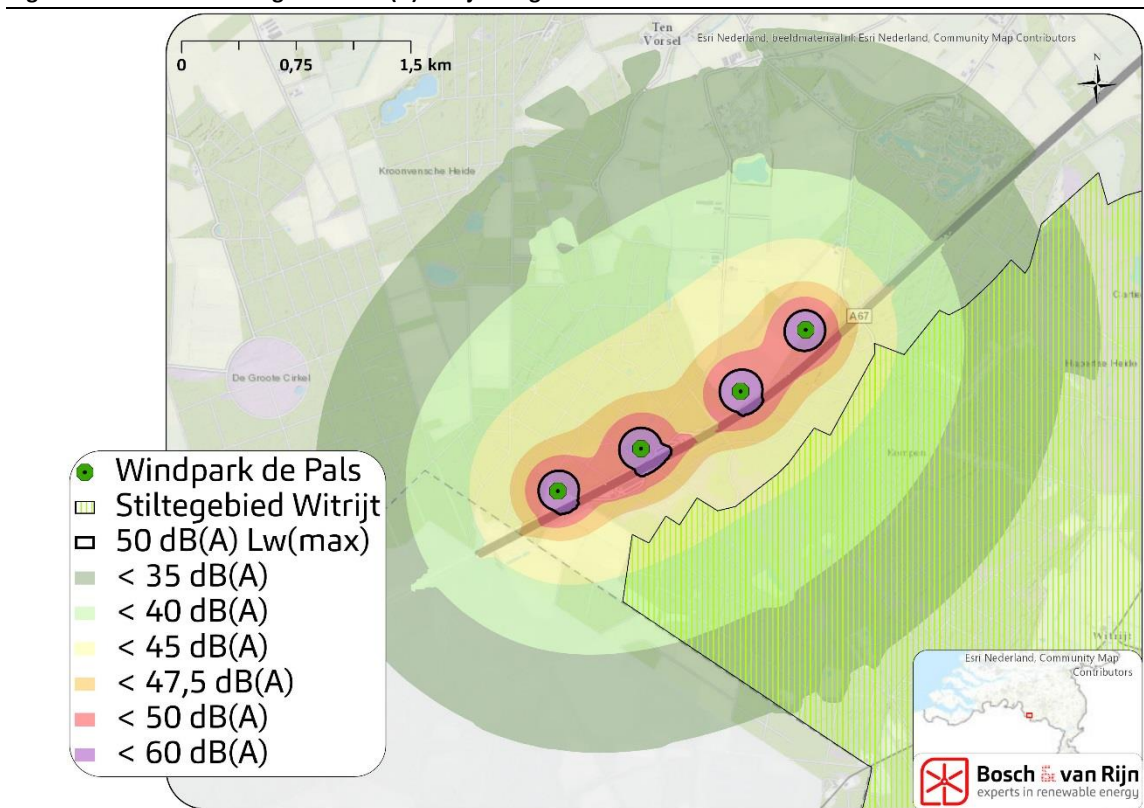 0 0,75 1,5 km
Ten
Vorsel
Esri Nederland, beeldmateriaal.nl. Esri Nederland, Community Map Contributors
N
Kroonvensche Heide
A67
De Groote Cirkel
Heide
Kempen
Witrijt
Windpark de Pals
Stiltegebied Witrijt
50 dB(A) Lw(max)
< 35 dB(A)
< 40 dB(A)
< 45 dB(A)
< 47,5 dB(A)
< 50 dB(A)
< 60 dB(A)
Esri Nederland, Community Map
Contributors
Bosch & van Rijn
experts in renewable energy